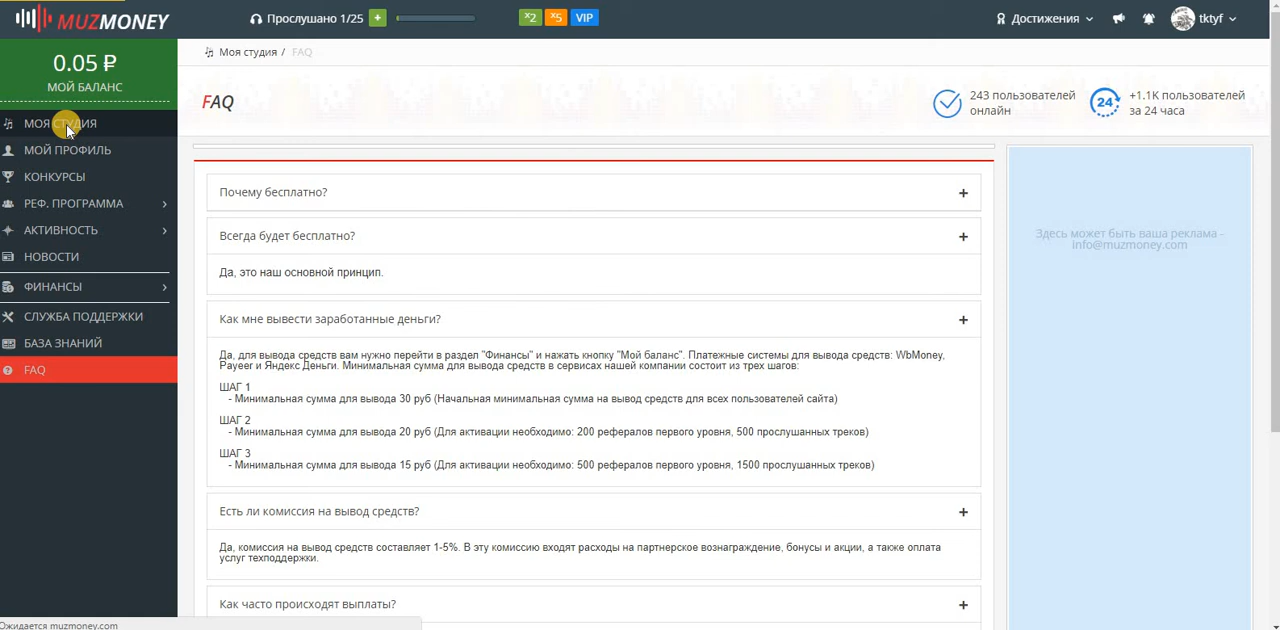 MUZMONEY
Прослушано 1/25 +
x2 x5 VIP
Достижения
tktyf
0.05 ₽
МОЙ БАЛАНС
МОЯ СТУДИЯ
МОЙ ПРОФИЛЬ
КОНКУРСЫ
РЕФ. ПРОГРАММА
АКТИВНОСТЬ
НОВОСТИ
ФИНАНСЫ
СЛУЖБА ПОДДЕРЖКИ
БАЗА ЗНАНИЙ
FAQ
Моя студия / FAQ
FAQ
243 пользователей
онлайн
24
+1.1K пользователей
за 24 часа
Почему бесплатно?
Всегда будет бесплатно?
Да, это наш основной принцип.
Как мне вывести заработанные деньги?
Да, для вывода средств вам нужно перейти в раздел "Финансы" и нажать кнопку "Мой баланс". Платежные системы для вывода средств: WbMoney,
Payeer и Яндекс Деньги. Минимальная сумма для вывода средств в сервисах нашей компании состоит из трех шагов:
ШАГ 1
- Минимальная сумма для вывода 30 руб (Начальная минимальная сумма на вывод средств для всех пользователей сайта)
ШАГ 2
- Минимальная сумма для вывода 20 руб (Для активации необходимо: 200 рефералов первого уровня, 500 прослушанных треков)
ШАГ 3
- Минимальная сумма для вывода 15 руб (Для активации необходимо: 500 рефералов первого уровня, 1500 прослушанных треков)
Есть ли комиссия на вывод средств?
Да, комиссия на вывод средств составляет 1-5%. В эту комиссию входят расходы на партнерское вознаграждение, бонусы и акции, а также оплата
услуг техподдержки.
Как часто происходят выплаты?
Здесь может быть ваша реклама -
info@muzmoney.com
Ожидается muzmoney.com